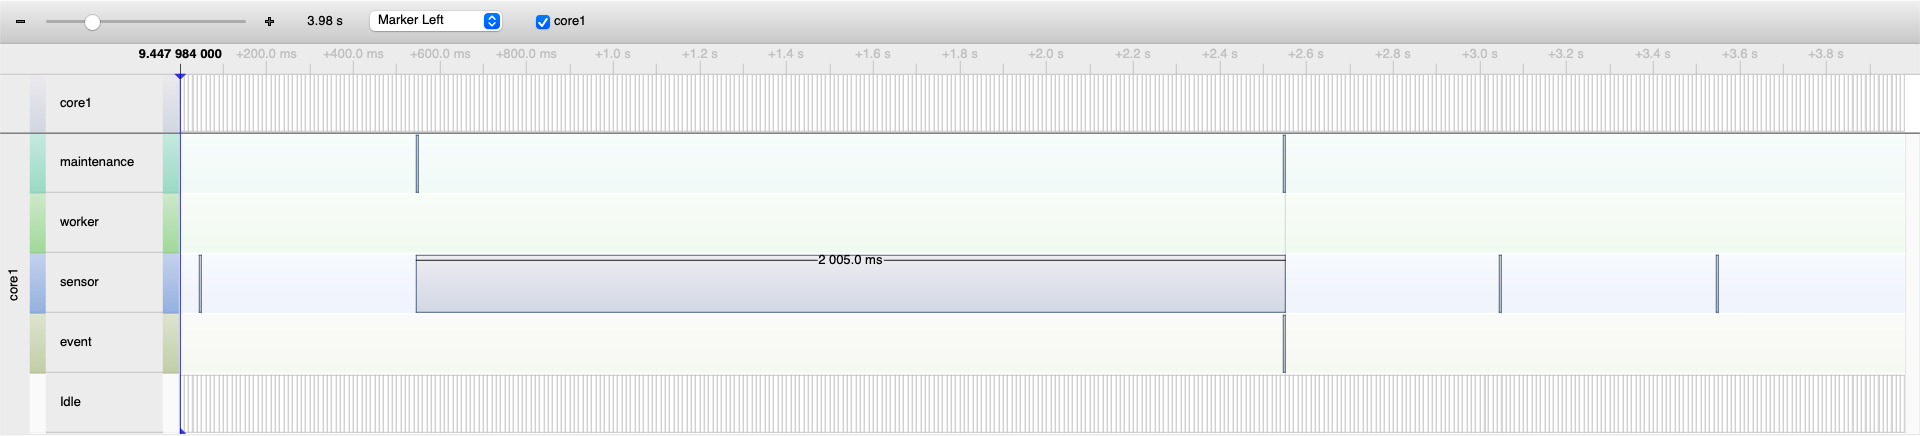 3.98 s Marker Left core1
9.447 984 000 +200.0 ms +400.0 ms +600.0 ms +800.0 ms +1.0 s +1.2 s +1.4 s +1.6 s +1.8 s +2.0 s +2.2 s +2.4 s +2.6 s +2.8 s +3.0 s +3.2 s +3.4 s +3.6 s +3.8 s
core1
core1
maintenance
worker
sensor 2 005.0 ms
event
Idle